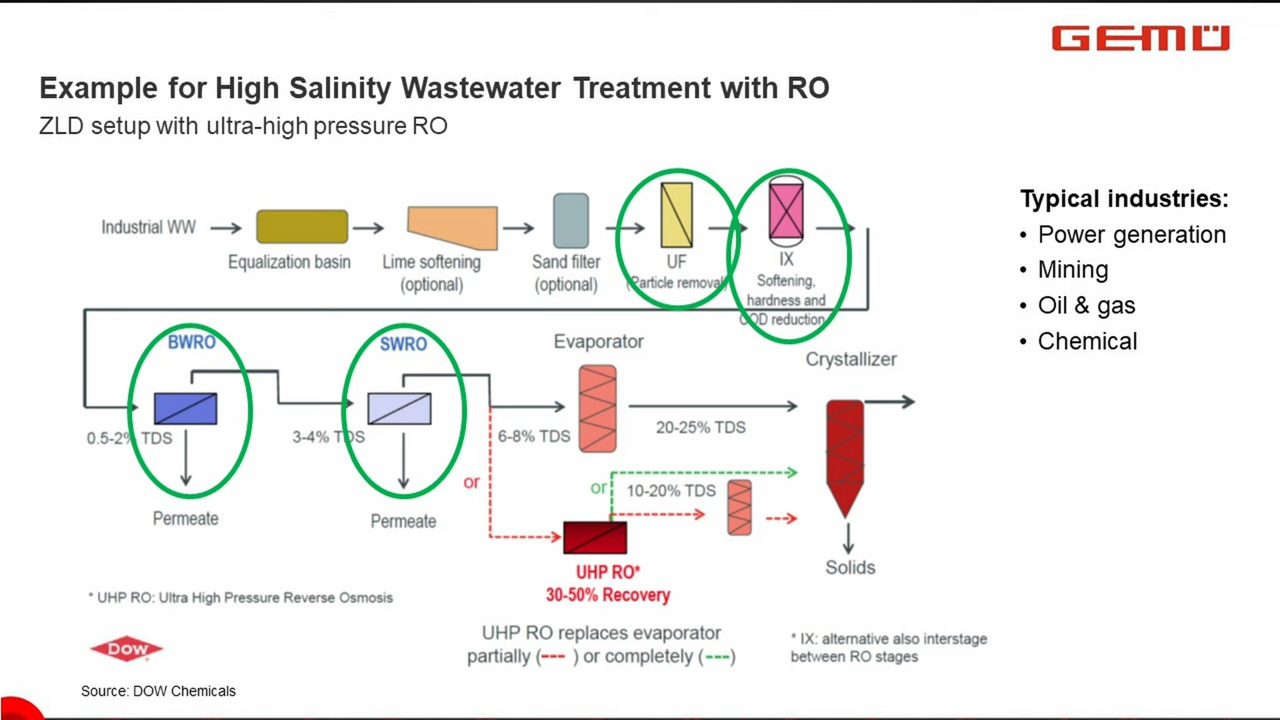 GEMÜ
Example for High Salinity Wastewater Treatment with RO
ZLD setup with ultra-high pressure RO
Industrial WW
Equalization basin
Lime softening
(optional)
Sand filter
(optional)
UF
(Particle removal)
IX
Softening,
hardness and
COD reduction
Typical industries:
• Power generation
• Mining
• Oil & gas
• Chemical
BWRO
SWRO
Evaporator
Crystallizer
0.5-2% TDS
3-4% TDS
6-8% TDS
20-25% TDS
Permeate
Permeate
or
or
10-20% TDS
UHP RO*
30-50% Recovery
Solids
* UHP RO: Ultra High Pressure Reverse Osmosis
UHP RO replaces evaporator
partially (--- ) or completely (---)
* IX: alternative also interstage
between RO stages
Dow
Source: DOW Chemicals